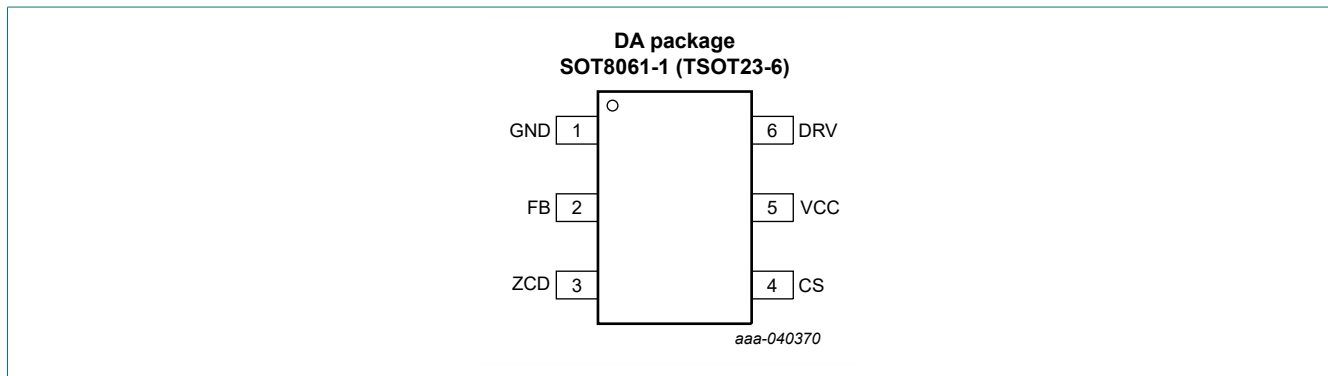 DA package
SOT8061-1 (TSOT23-6)
GND 1 6 DRV
FB 2 5 VCC
ZCD 3 4 CS
aaa-040370